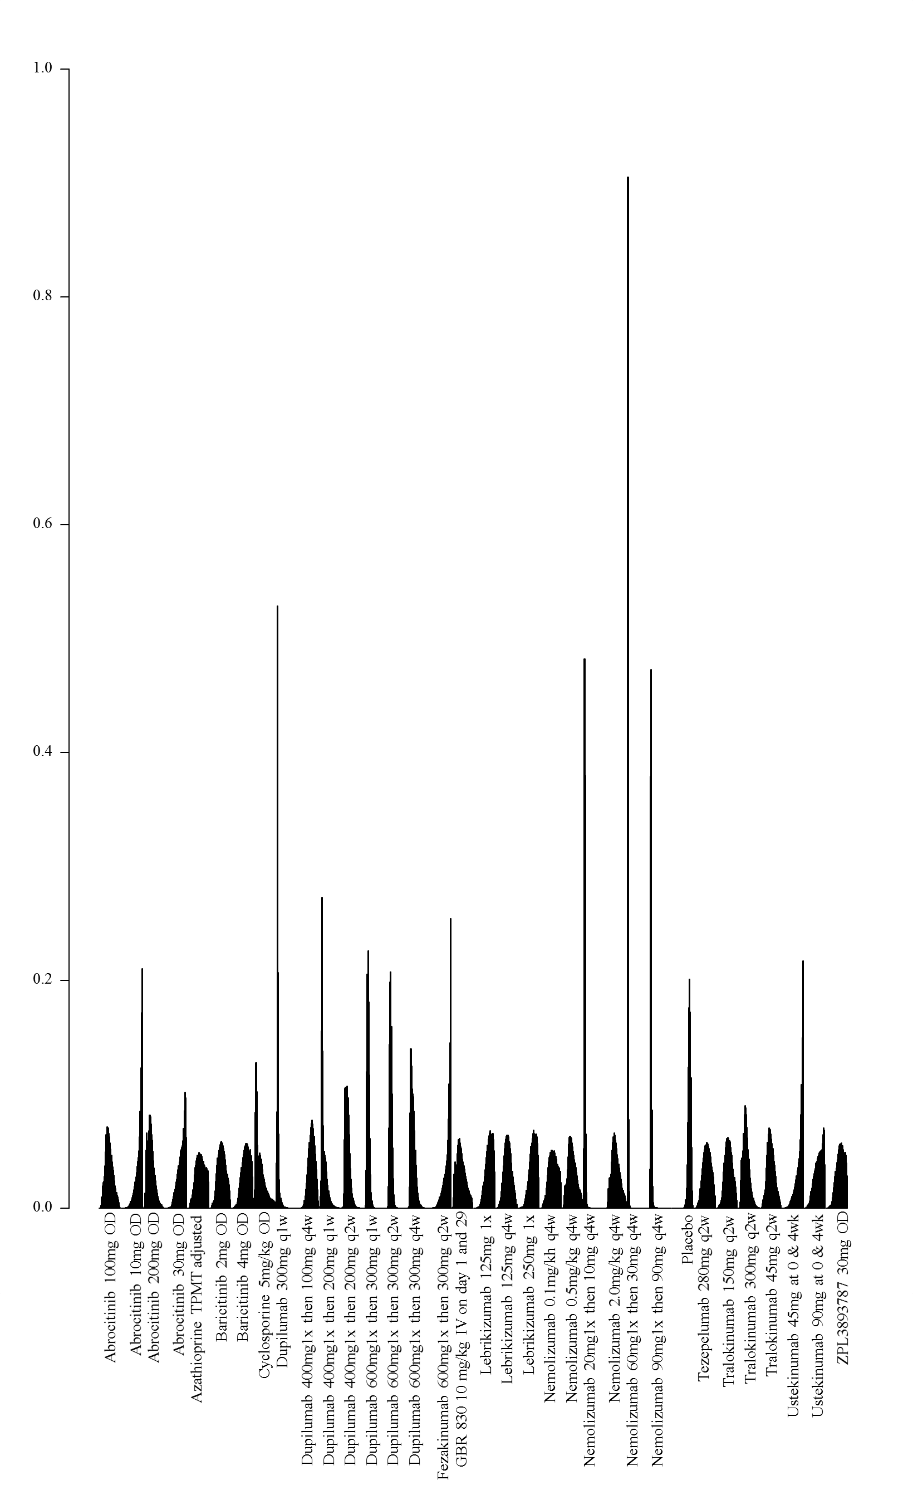 1.0
0.8
0.6
0.4
0.2
0.0
Abrocitinib 100mg OD
Abrocitinib 10mg OD
Abrocitinib 200mg OD
Abrocitinib 30mg OD
Azathioprine TPMT adjusted
Baricitinib 2mg OD
Baricitinib 4mg OD
Cyclosporine 5mg/kg OD
Dupilumab 300mg q1w
Dupilumab 400mg1x then 100mg q4w
Dupilumab 400mg1x then 200mg q1w
Dupilumab 400mg1x then 200mg q2w
Dupilumab 600mg1x then 300mg q1w
Dupilumab 600mg1x then 300mg q2w
Dupilumab 600mg1x then 300mg q4w
Fezakinumab 600mg1x then 300mg q2w
GBR 830 10 mg/kg IV on day 1 and 29
Lebrikizumab 125mg 1x
Lebrikizumab 125mg q4w
Lebrikizumab 250mg 1x
Nemolizumab 0.1mg/kh q4w
Nemolizumab 0.5mg/kg q4w
Nemolizumab 20mg1x then 10mg q4w
Nemolizumab 2.0mg/kg q4w
Nemolizumab 60mg1x then 30mg q4w
Nemolizumab 90mg1x then 90mg q4w
Placebo
Tezepelumab 280mg q2w
Tralokinumab 150mg q2w
Tralokinumab 300mg q2w
Tralokinumab 45mg q2w
Ustekinumab 45mg at 0 & 4wk
Ustekinumab 90mg at 0 & 4wk
ZPL3893787 30mg OD